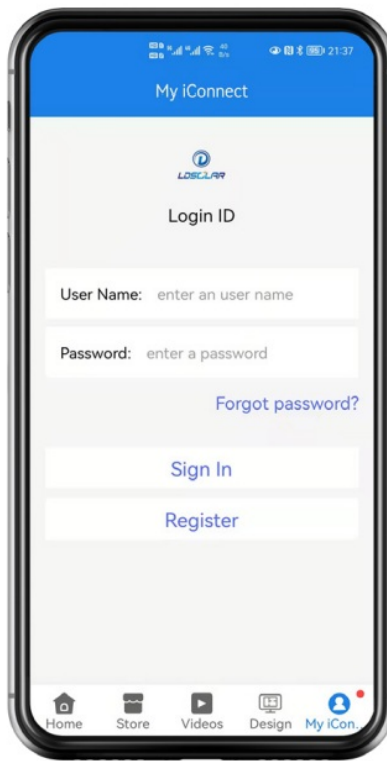 21:37
My iConnect
LDSOLAR
Login ID
User Name: enter an user name
Password: enter a password
Forgot password?
Sign In
Register
Home Store Videos Design My iCon..